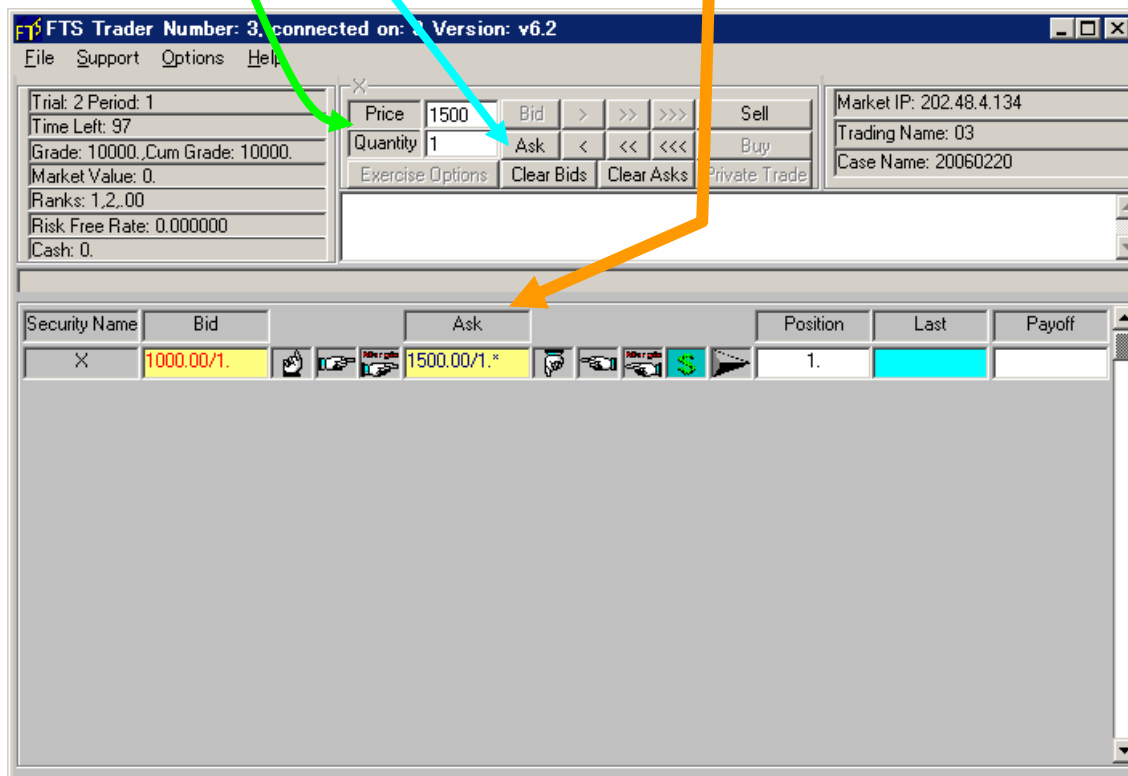 FTS Trader Number: 3, connected on: 3 Version: v6.2
File Support Options Help
Trial: 2 Period: 1
Time Left: 97
Grade: 10000.,Cum Grade: 10000.
Market Value: 0.
Ranks: 1,2,.00
Risk Free Rate: 0.000000
Cash: 0.
X
Price 1500 Bid > >> >>> Sell
Quantity 1 Ask < << <<< Buy
Exercise Options Clear Bids Clear Asks Private Trade
Market IP: 202.48.4.134
Trading Name: 03
Case Name: 20060220
Security Name Bid Ask Position Last Payoff
X 1000.00/1. Margin 1500.00/1.* Margin $ 1.